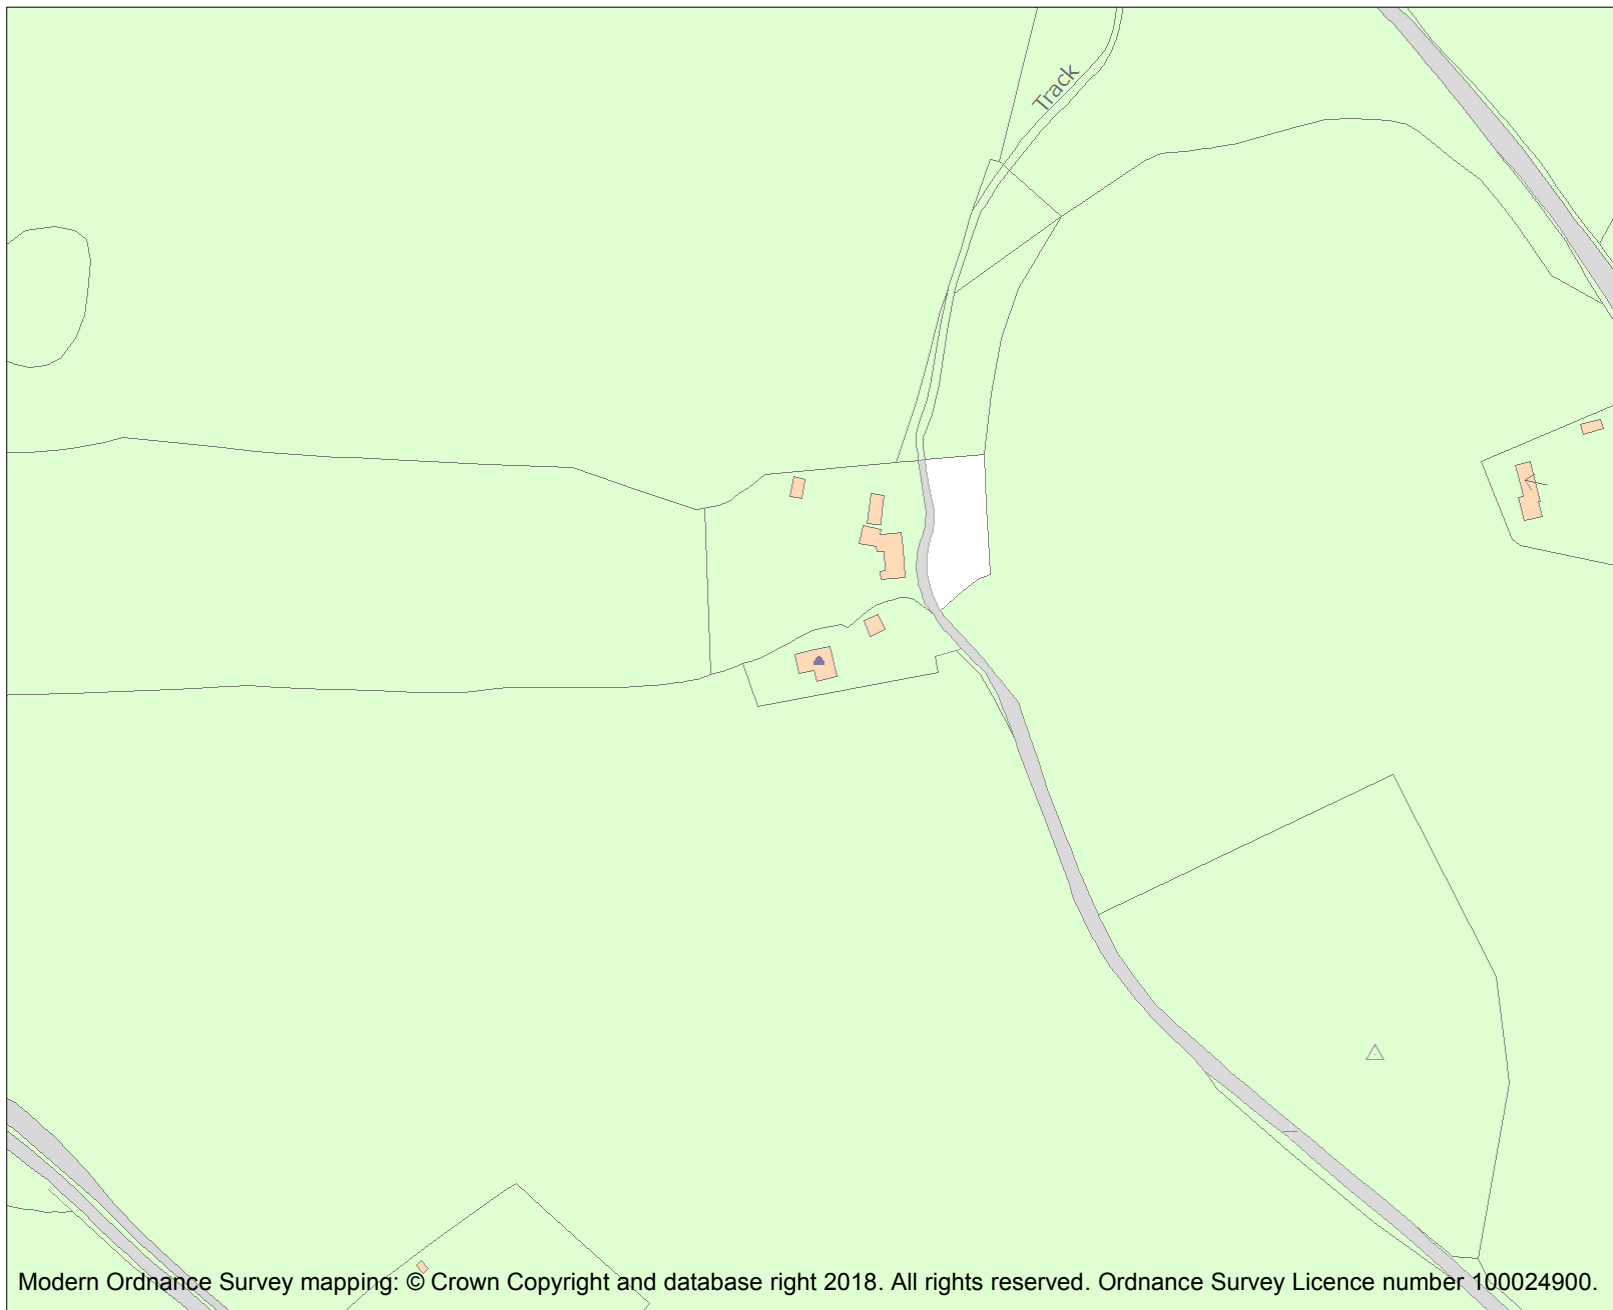 Track
Modern Ordnance Survey mapping: © Crown Copyright and database right 2018. All rights reserved. Ordnance Survey Licence number 100024900.